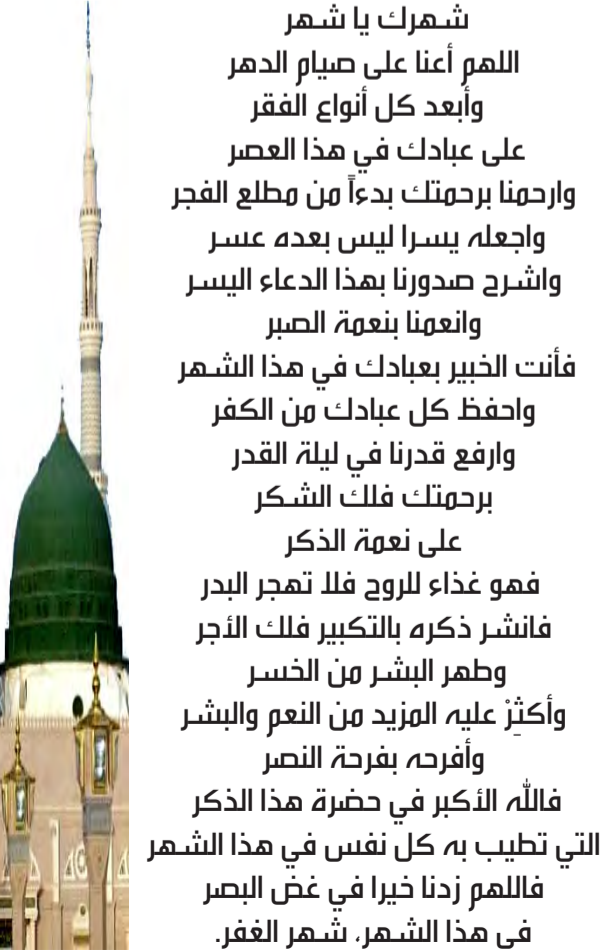 شهرك يا شهر
اللهم أعنا على صيام الدهر
وأبعد كل أنواع الفقر
على عبادك في هذا العصر
وارحمنا برحمتك بدءاً من مطلع الفجر
واجعله يسرا ليس بعده عسر
واشرح صدورنا بهذا الدعاء اليسر
وانعمنا بنعمة الصبر
فأنت الخبير بعبادك في هذا الشهر
واحفظ كل عبادك من الكفر
وارفع قدرنا في ليلة القدر
برحمتك فلك الشكر
على نعمة الذكر
فهو غذاء للروح فلا تهجر البدر
فانشر ذكره بالتكبير فلك الأجر
وطهر البشر من الخسر
وأكثِرْ عليه المزيد من النعم والبشر
وأفرحه بفرحة النصر
فالله الأكبر في حضرة هذا الذكر
التي تطيب به كل نفس في هذا الشهر
فاللهم زدنا خيرا في غض البصر
في هذا الشهر، شهر الغفر.